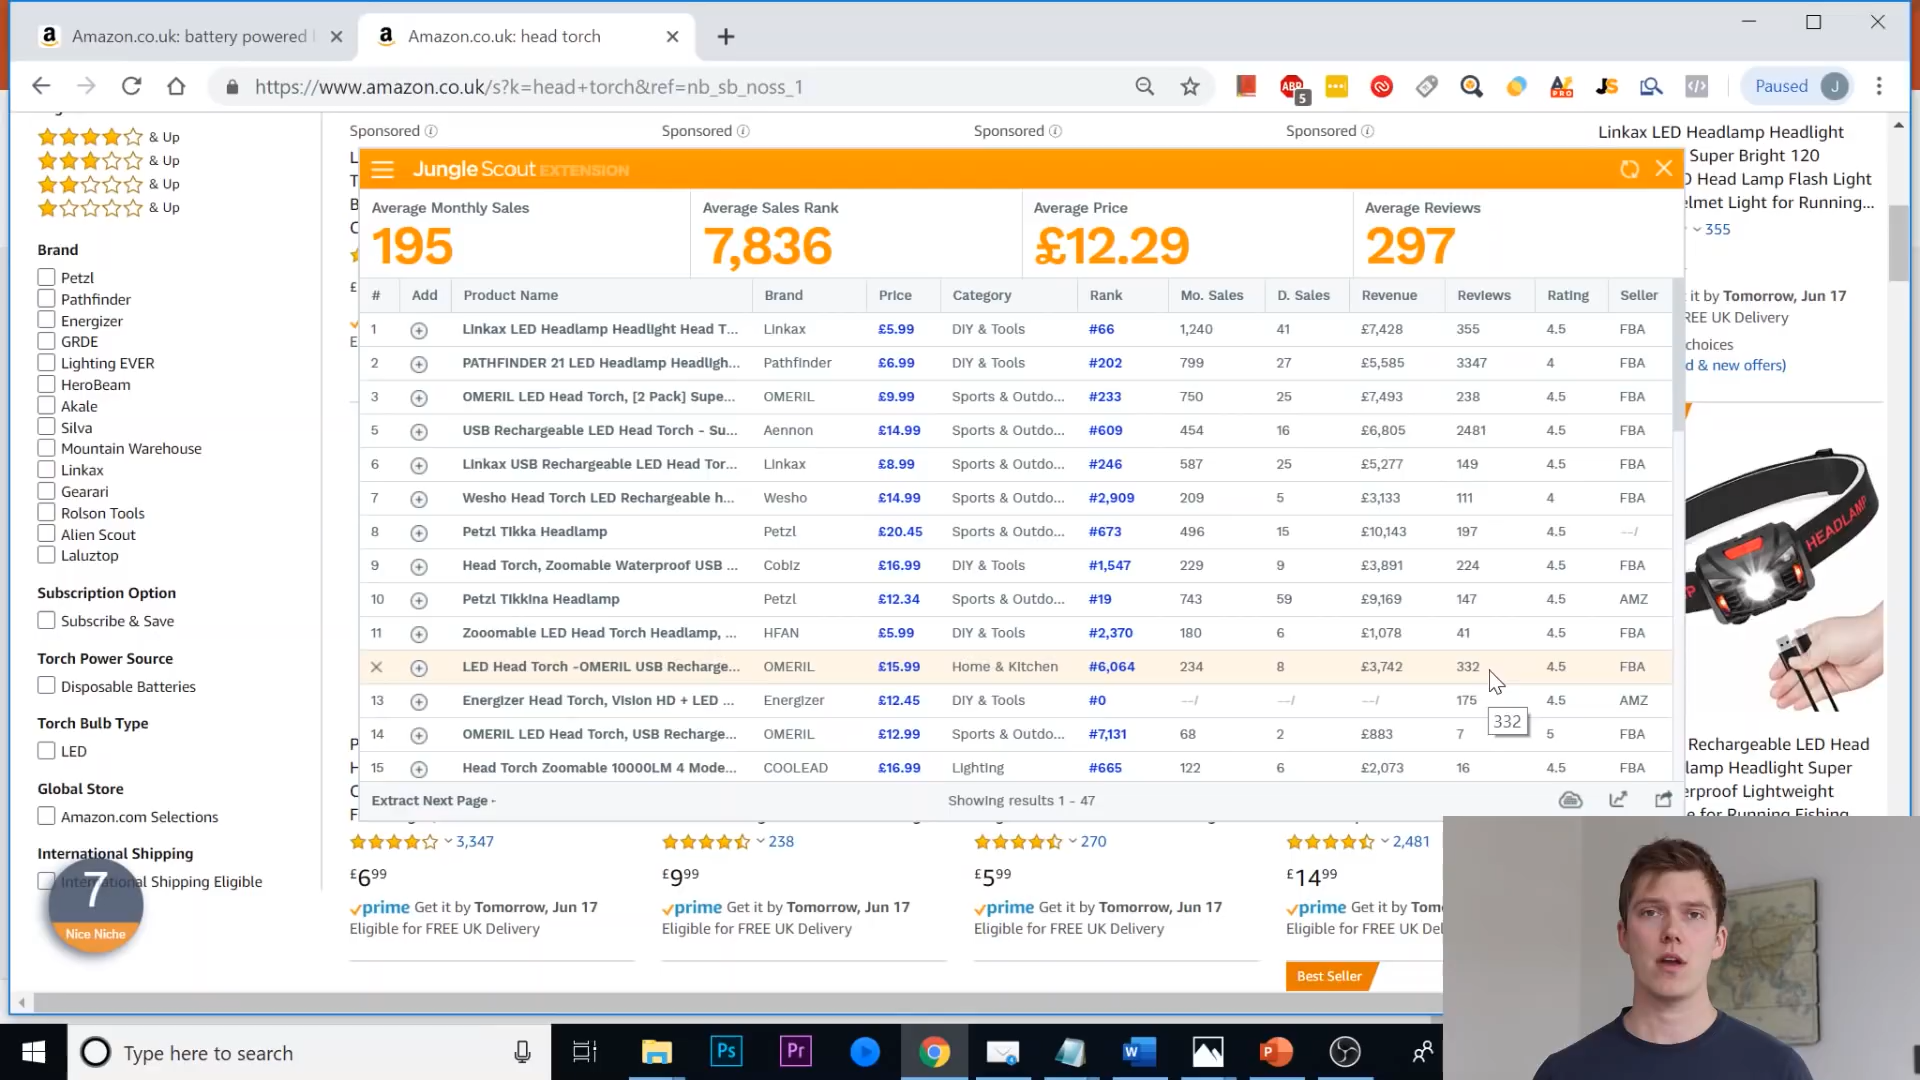 Amazon.co.uk: battery powered
Amazon.co.uk: head torch
https://www.amazon.co.uk/s?k=head+torch&ref=nb_sb_noss_1
ABP
5
PRO
JS
Paused J
& Up
& Up
& Up
& Up
Brand
Petzl
Pathfinder
Energizer
GRDE
Lighting EVER
HeroBeam
Akale
Silva
Mountain Warehouse
Linkax
Gearari
Rolson Tools
Alien Scout
Laluztop
Subscription Option
Subscribe & Save
Torch Power Source
Disposable Batteries
Torch Bulb Type
LED
Global Store
Amazon.com Selections
International Shipping
International Shipping Eligible
7
Nice Niche
Sponsored Sponsored Sponsored Sponsored
Jungle Scout EXTENSION
Average Monthly Sales
195
Average Sales Rank
7,836
Average Price
£12.29
Average Reviews
297
# Add Product Name Brand Price Category Rank Mo. Sales D. Sales Revenue Reviews Rating Seller
1 Linkax LED Headlamp Headlight Head T... Linkax £5.99 DIY & Tools #66 1,240 41 £7,428 355 4.5 FBA
2 PATHFINDER 21 LED Headlamp Headligh... Pathfinder £6.99 DIY & Tools #202 799 27 £5,585 3347 4 FBA
3 OMERIL LED Head Torch, [2 Pack] Supe... OMERIL £9.99 Sports & Outdo... #233 750 25 £7,493 238 4.5 FBA
5 USB Rechargeable LED Head Torch - Su... Aennon £14.99 Sports & Outdo... #609 454 16 £6,805 2481 4.5 FBA
6 Linkax USB Rechargeable LED Head Tor... Linkax £8.99 Sports & Outdo... #246 587 25 £5,277 149 4.5 FBA
7 Wesho Head Torch LED Rechargeable h... Wesho £14.99 Sports & Outdo... #2,909 209 5 £3,133 111 4 FBA
8 Petzl Tikka Headlamp Petzl £20.45 Sports & Outdo... #673 496 15 £10,143 197 4.5 --/
9 Head Torch, Zoomable Waterproof USB ... Cobiz £16.99 DIY & Tools #1,547 229 9 £3,891 224 4.5 FBA
10 Petzl Tikkina Headlamp Petzl £12.34 Sports & Outdo... #19 743 59 £9,169 147 4.5 AMZ
11 Zooomable LED Head Torch Headlamp, ... HFAN £5.99 DIY & Tools #2,370 180 6 £1,078 41 4.5 FBA
LED Head Torch -OMERIL USB Recharge... OMERIL £15.99 Home & Kitchen #6,064 234 8 £3,742 332 4.5 FBA
13 Energizer Head Torch, Vision HD + LED ... Energizer £12.45 DIY & Tools #0 --/ --/ --/ 175 4.5 AMZ
332
14 OMERIL LED Head Torch, USB Recharge... OMERIL £12.99 Sports & Outdo... #7,131 68 2 £883 7 5 FBA
15 Head Torch Zoomable 10000LM 4 Mode... COOLEAD £16.99 Lighting #665 122 6 £2,073 16 4.5 FBA
Extract Next Page
Showing results 1 - 47
3,347 238 270 2,481
£6.99 £9.99 £5.99 £14.99
prime Get it by Tomorrow, Jun 17
Eligible for FREE UK Delivery
prime Get it by Tomorrow, Jun 17
Eligible for FREE UK Delivery
prime Get it by Tomorrow, Jun 17
Eligible for FREE UK Delivery
prime Get it by Tom
Eligible for FREE UK Del
Best Seller
Linkax LED Headlamp Headlight
Super Bright 120
Head Lamp Flash Light
elmet Light for Running...
355
it by Tomorrow, Jun 17
REE UK Delivery
choices
d & new offers)
HEADLAMP
Rechargeable LED Head
lamp Headlight Super
erproof Lightweight
e for Running Fishing
Type here to search
Ps
Pr
W
P